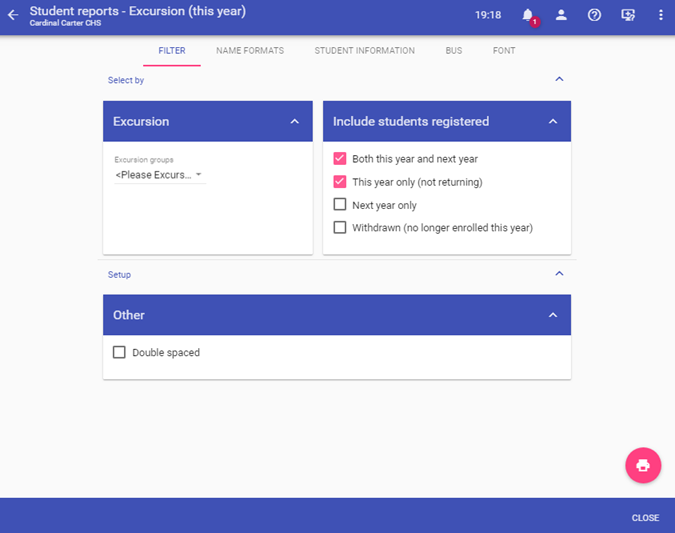 Student reports - Excursion (this year)
Cardinal Carter CHS
19:18
1
FILTER
NAME FORMATS
STUDENT INFORMATION
BUS
FONT
Select by
Excursion
Excursion groups
<Please Excurs...
Include students registered
Both this year and next year
This year only (not returning)
Next year only
Withdrawn (no longer enrolled this year)
Setup
Other
Double spaced
CLOSE